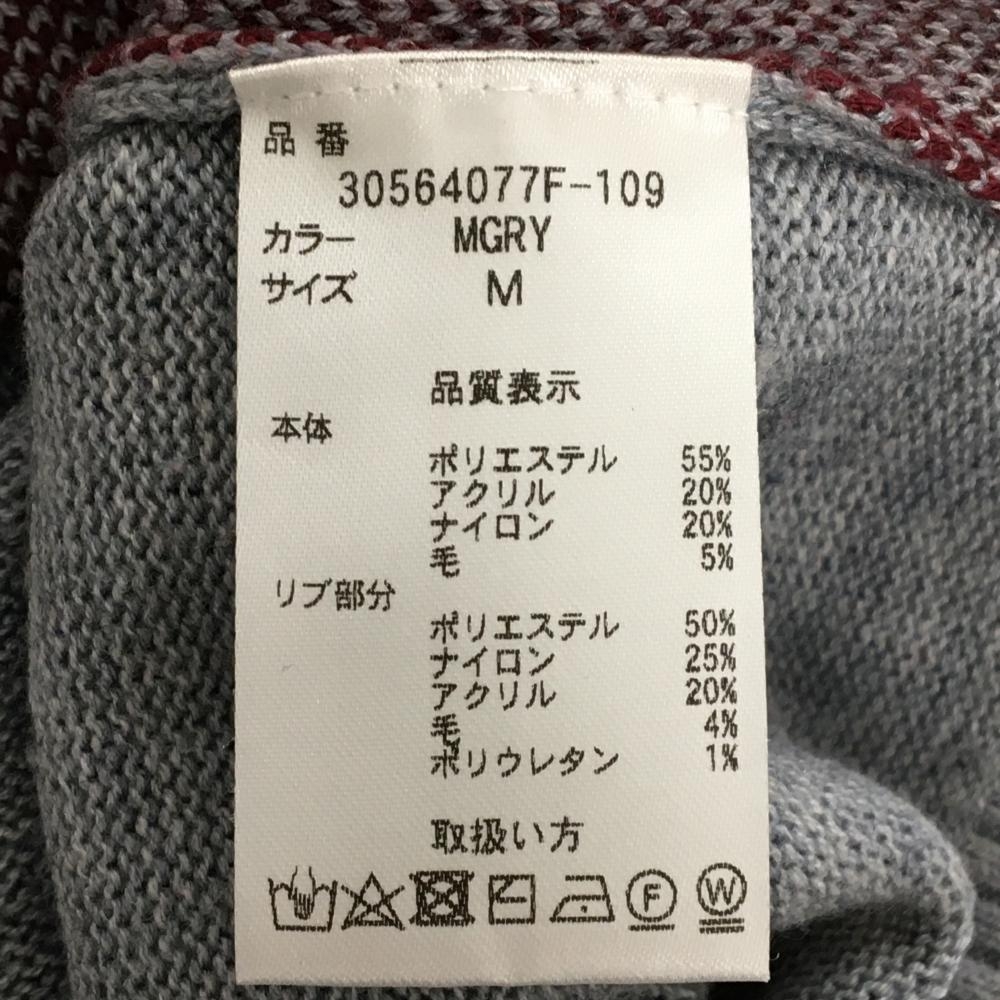 品番
30564077F-109
カラー MGRY
サイズ M
品質表示
本体
ポリエステル 55%
アクリル 20%
ナイロン 20%
毛 5%
リブ部分
ポリエステル 50%
ナイロン 25%
アクリル 20%
毛 4%
ポリウレタン 1%
取扱い方
F W